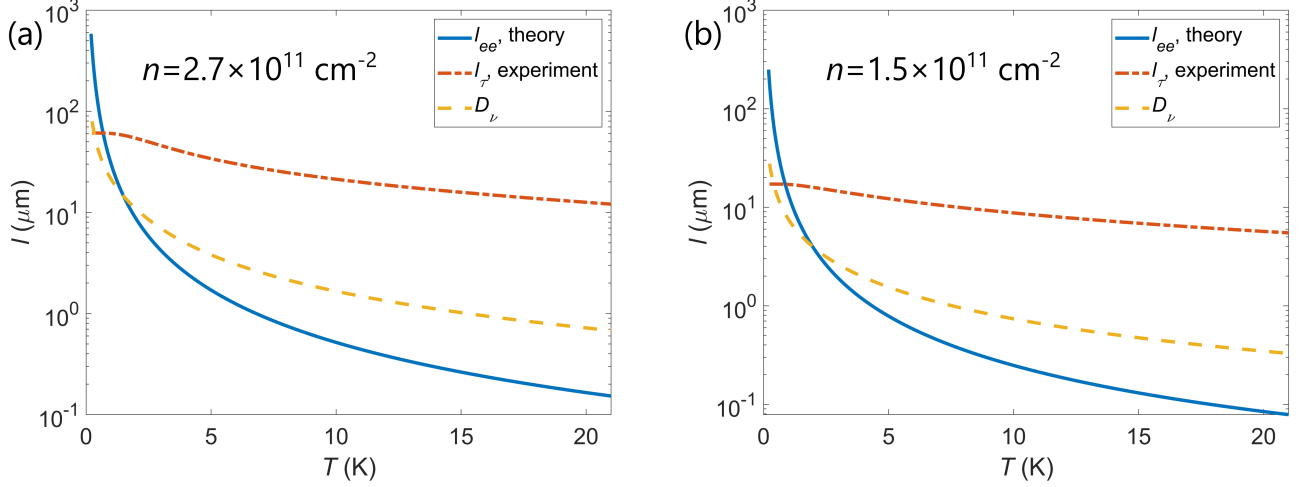 (a)
n=2.7×10¹¹ cm⁻²
l_ee, theory
l_τ, experiment
D_ν
10³
10²
10¹
10⁰
10⁻¹
l (μm)
0 5 10 15 20
T (K)
(b)
n=1.5×10¹¹ cm⁻²
l_ee, theory
l_τ, experiment
D_ν
10³
10²
10¹
10⁰
10⁻¹
l (μm)
0 5 10 15 20
T (K)